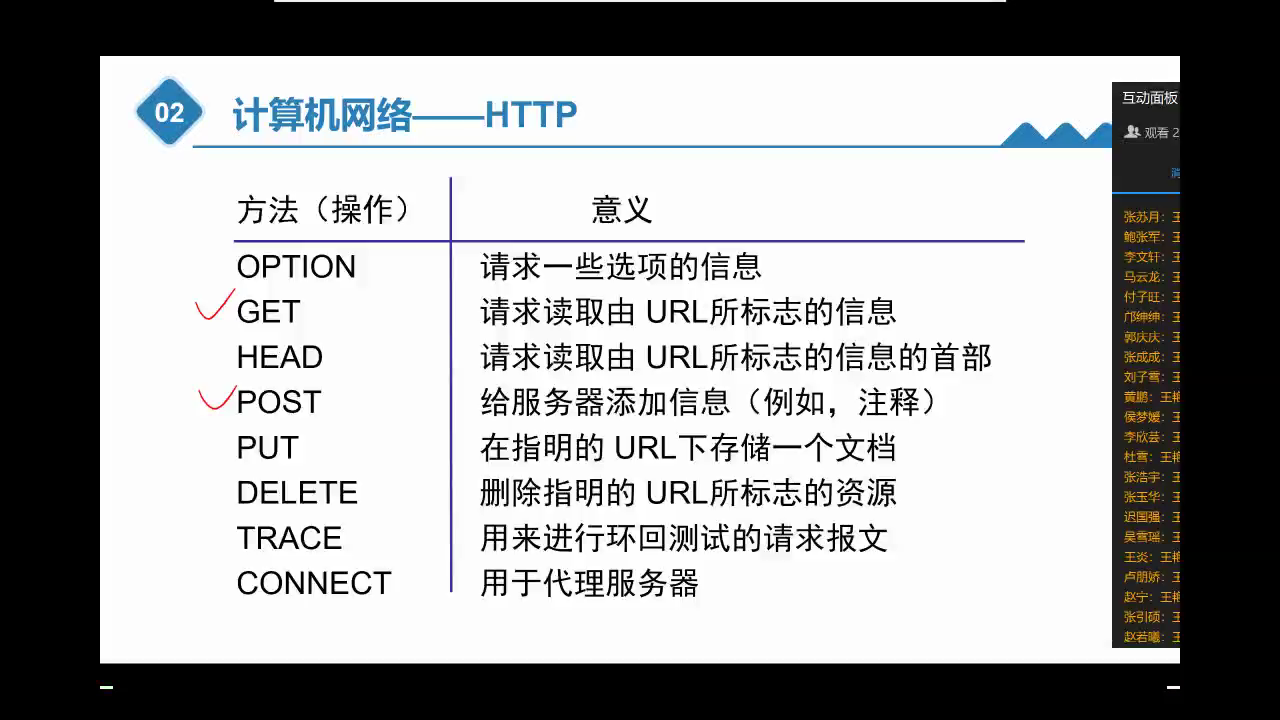 02
计算机网络——HTTP
方法（操作） 意义
OPTION 请求一些选项的信息
GET 请求读取由 URL所标志的信息
HEAD 请求读取由 URL所标志的信息的首部
POST 给服务器添加信息（例如，注释）
PUT 在指明的 URL下存储一个文档
DELETE 删除指明的 URL所标志的资源
TRACE 用来进行环回测试的请求报文
CONNECT 用于代理服务器
互动面板
观看 2
张苏月：王
鲍张军：王
李文轩：王
马云龙：王
付子旺：王
邝绅绅：王
郭庆庆：王
张成成：王
刘子莺：王
黄鹏：王艳
侯梦媛：王
李欣芸：王
杜莺：王艳
张浩宇：王
张玉华：王
迟国强：王
吴雪瑶：王
王炎：王艳
卢朋娇：王
赵宁：王艳
张引硕：王
赵若曦：王